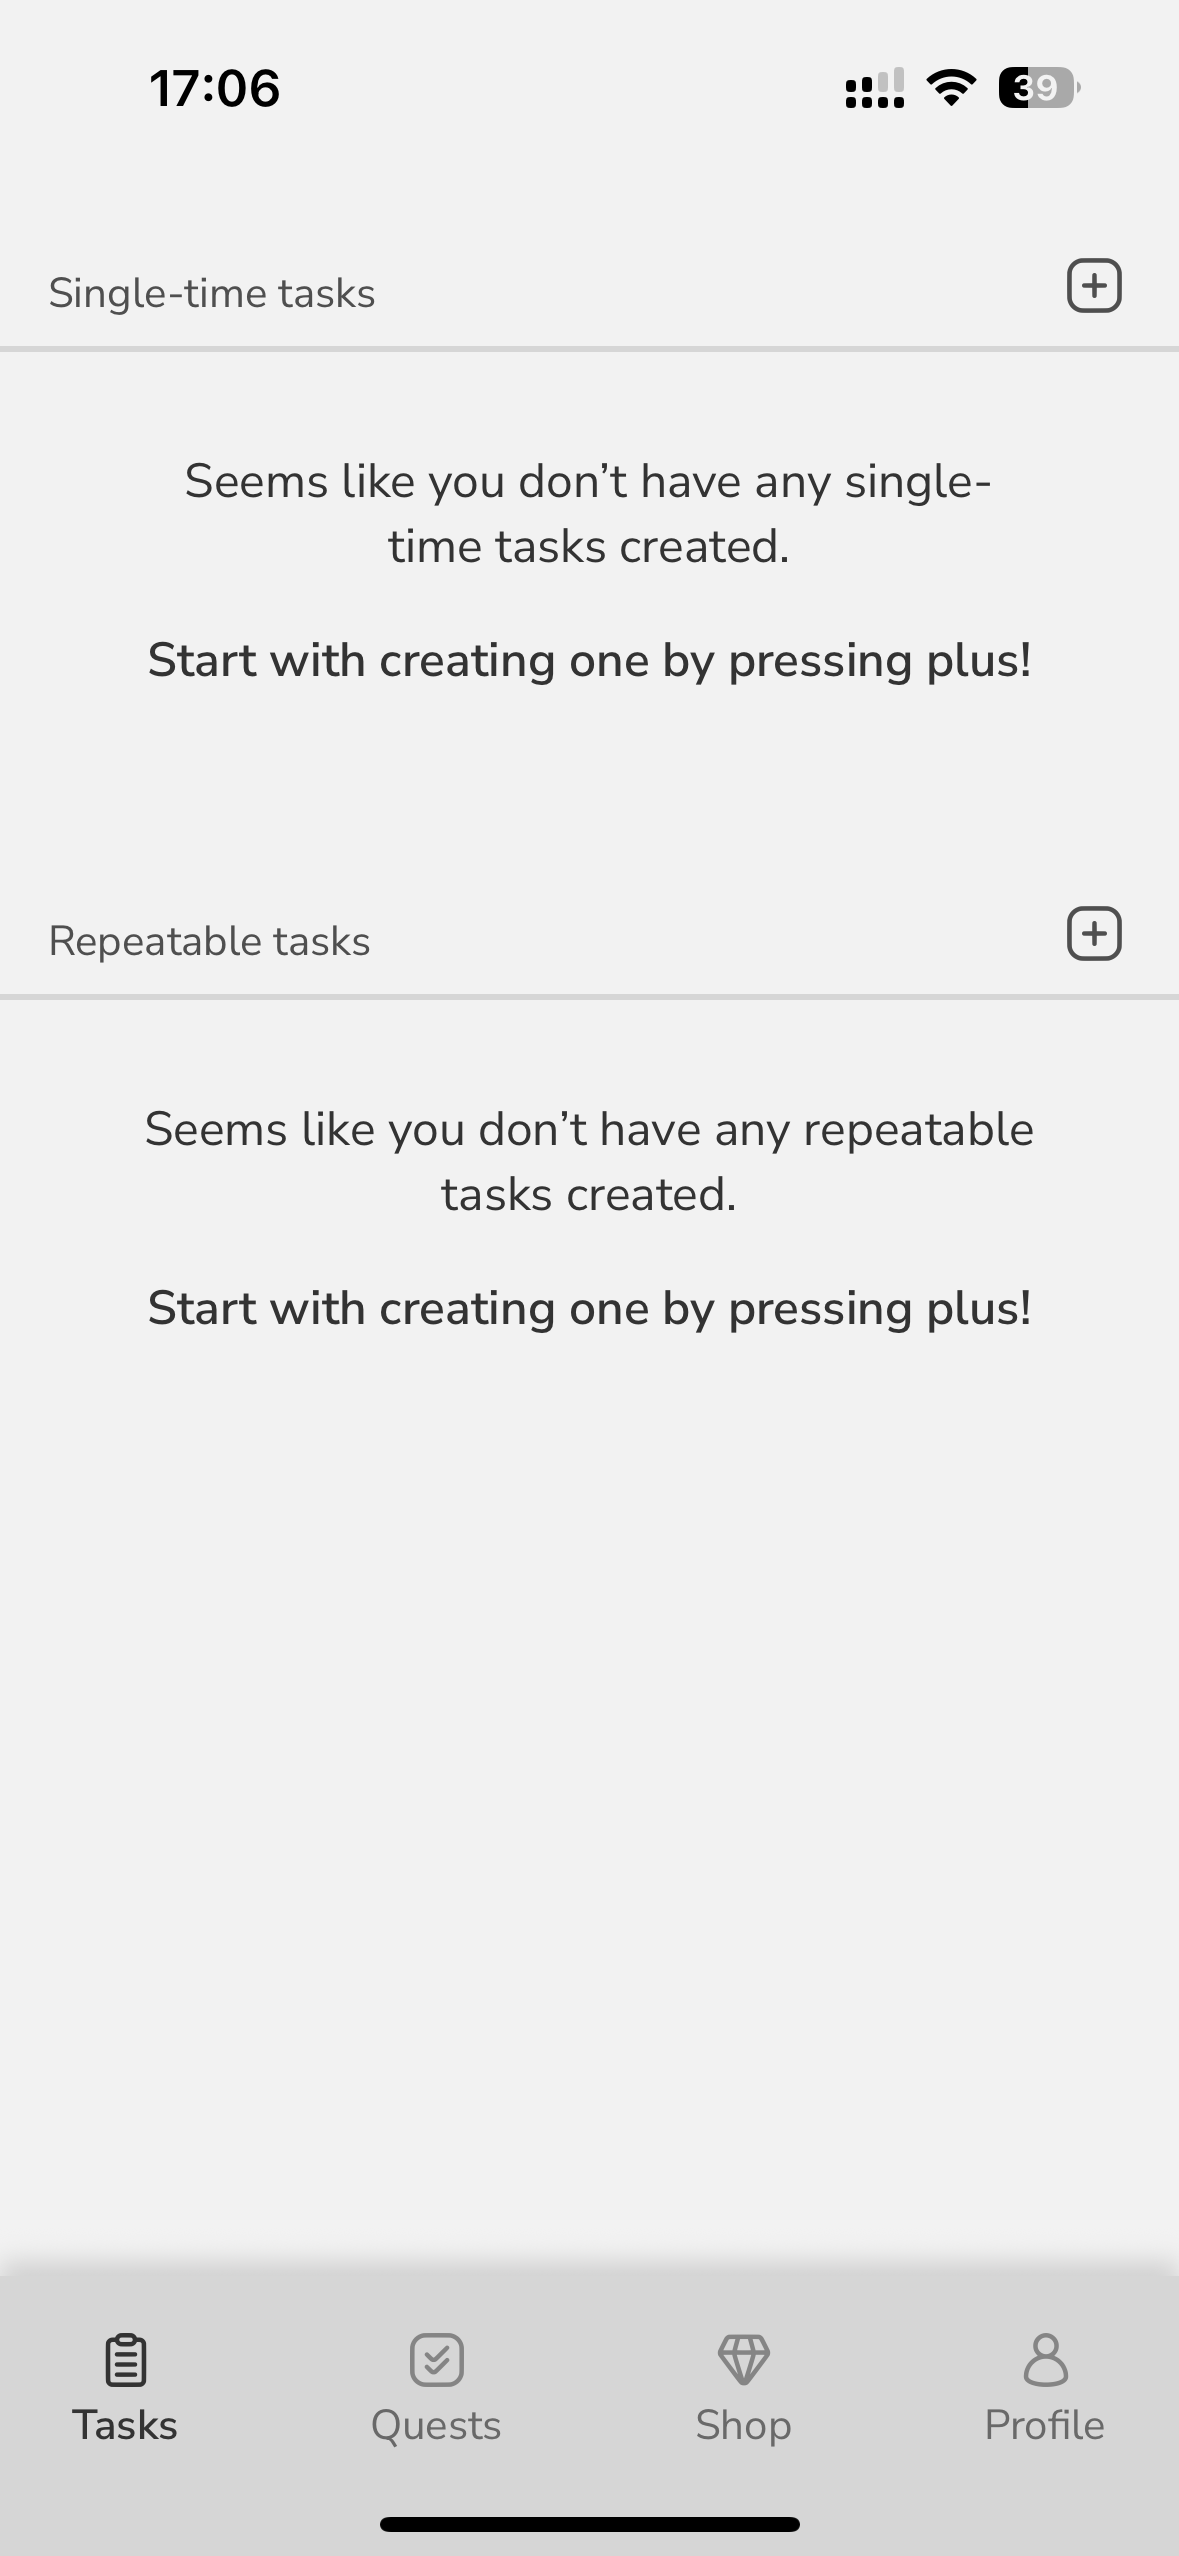 17:06
39
Single-time tasks
Seems like you don’t have any single-
time tasks created.
Start with creating one by pressing plus!
Repeatable tasks
Seems like you don’t have any repeatable
tasks created.
Start with creating one by pressing plus!
Tasks
Quests
Shop
Profile